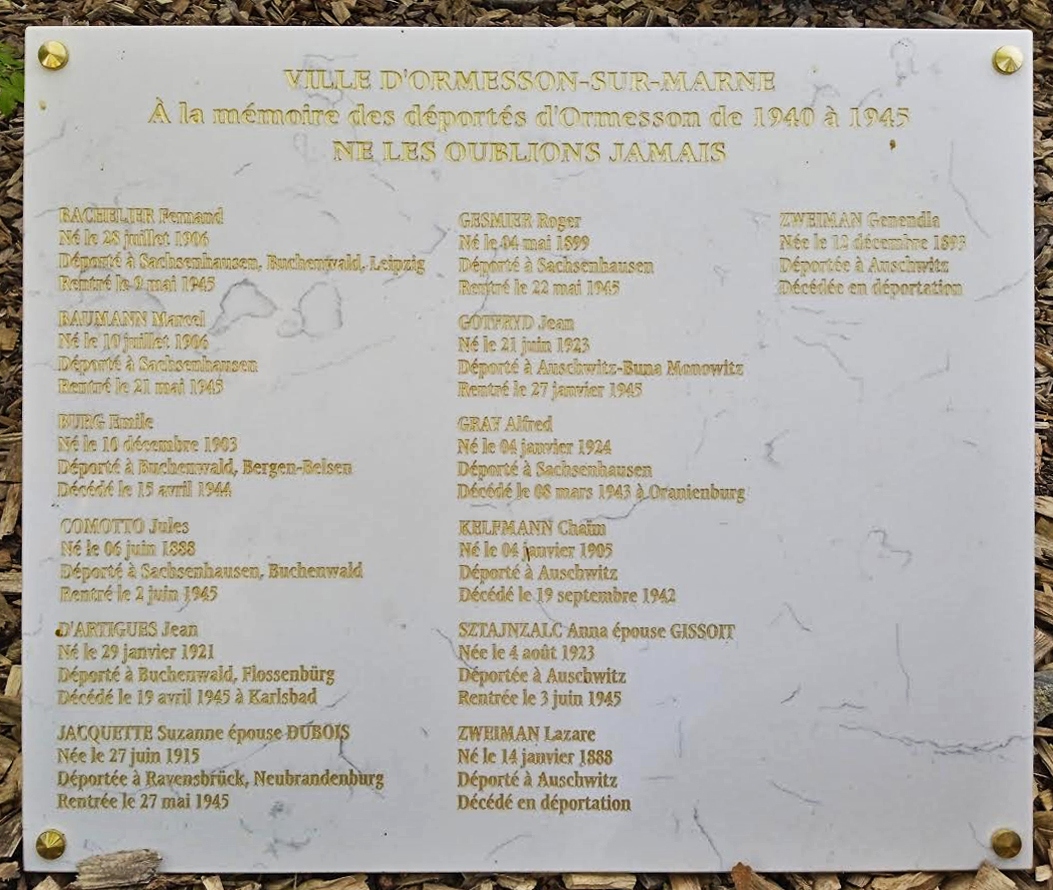 VILLE D'ORMESSON-SUR-MARNE
À la mémoire des déportés d'Ormesson de 1940 à 1945
NE LES OUBLIONS JAMAIS
BACHELIER Fernand
Né le 28 juillet 1906
Déporté à Sachsenhausen, Buchenwald, Leipzig
Rentré le 9 mai 1945
BAUMANN Marcel
Né le 10 juillet 1906
Déporté à Sachsenhausen
Rentré le 21 mai 1945
BURG Emile
Né le 10 décembre 1903
Déporté à Buchenwald, Bergen-Belsen
Décédé le 15 avril 1944
COMOTTO Jules
Né le 06 juin 1888
Déporté à Sachsenhausen, Buchenwald
Rentré le 2 juin 1945
D'ARTIGUES Jean
Né le 29 janvier 1921
Déporté à Buchenwald, Flossenbürg
Décédé le 19 avril 1945 à Karlsbad
JACQUETTE Suzanne épouse DUBOIS
Née le 27 juin 1915
Déportée à Ravensbrück, Neubrandenburg
Rentrée le 27 mai 1945
GESMIER Roger
Né le 04 mai 1899
Déporté à Sachsenhausen
Rentré le 22 mai 1945
GOTFRYD Jean
Né le 21 juin 1923
Déporté à Auschwitz-Buna Monowitz
Rentré le 27 janvier 1945
GRAV Alfred
Né le 04 janvier 1924
Déporté à Sachsenhausen
Décédé le 08 mars 1943 à Oranienburg
KELFMANN Chaïm
Né le 04 janvier 1905
Déporté à Auschwitz
Décédé le 19 septembre 1942
SZTAJNZALC Anna épouse GISSOIT
Née le 4 août 1923
Déportée à Auschwitz
Rentrée le 3 juin 1945
ZWEIMAN Lazare
Né le 14 janvier 1888
Déporté à Auschwitz
Décédé en déportation
ZWEIMAN Genendla
Née le 12 décembre 1893
Déportée à Auschwitz
Décédée en déportation